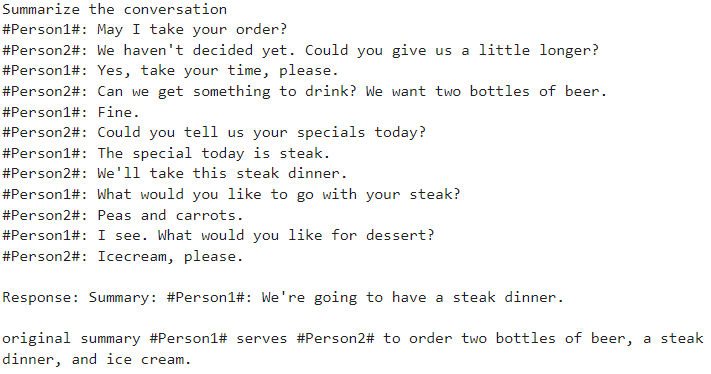 Summarize the conversation
#Person1#: May I take your order?
#Person2#: We haven't decided yet. Could you give us a little longer?
#Person1#: Yes, take your time, please.
#Person2#: Can we get something to drink? We want two bottles of beer.
#Person1#: Fine.
#Person2#: Could you tell us your specials today?
#Person1#: The special today is steak.
#Person2#: We'll take this steak dinner.
#Person1#: What would you like to go with your steak?
#Person2#: Peas and carrots.
#Person1#: I see. What would you like for dessert?
#Person2#: Icecream, please.

Response: Summary: #Person1#: We're going to have a steak dinner.

original summary #Person1# serves #Person2# to order two bottles of beer, a steak
dinner, and ice cream.